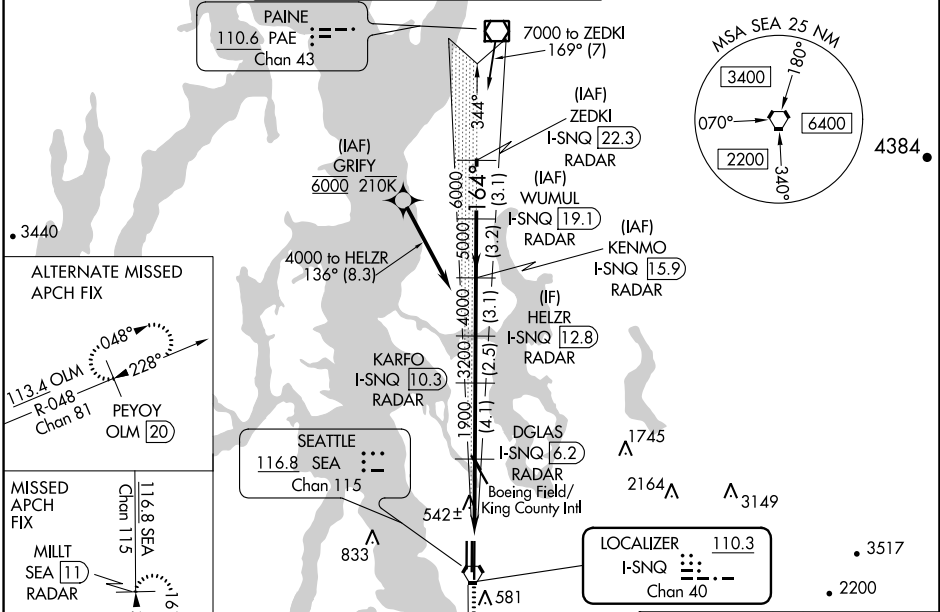 PAINE
110.6 PAE
Chan 43
7000 to ZEDKI
169° (7)
344°
(IAF)
ZEDKI
I-SNQ 22.3
RADAR
MSA SEA 25 NM
3400
180°
070°
6400
2200
340°
4384
(IAF)
GRIFY
6000 210K
6000
164°
(3.1)
(IAF)
WUMUL
I-SNQ 19.1
RADAR
3440
4000 to HELZR
136° (8.3)
5000
(3.2)
(IAF)
KENMO
I-SNQ 15.9
RADAR
ALTERNATE MISSED
APCH FIX
048°
228°
113.4 OLM
R-048
Chan 81
PEYOY
OLM 20
4000
(3.1)
(IF)
HELZR
I-SNQ 12.8
RADAR
KARFO
I-SNQ 10.3
RADAR
3200
(2.5)
1900
(4.1)
DGLAS
I-SNQ 6.2
RADAR
Boeing Field/
King County Intl
SEATTLE
116.8 SEA
Chan 115
1745
2164
3149
542±
833
581
MISSED
APCH
FIX
116.8 SEA
Chan 115
MILLT
SEA 11
RADAR
16
LOCALIZER 110.3
I-SNQ
Chan 40
3517
2200